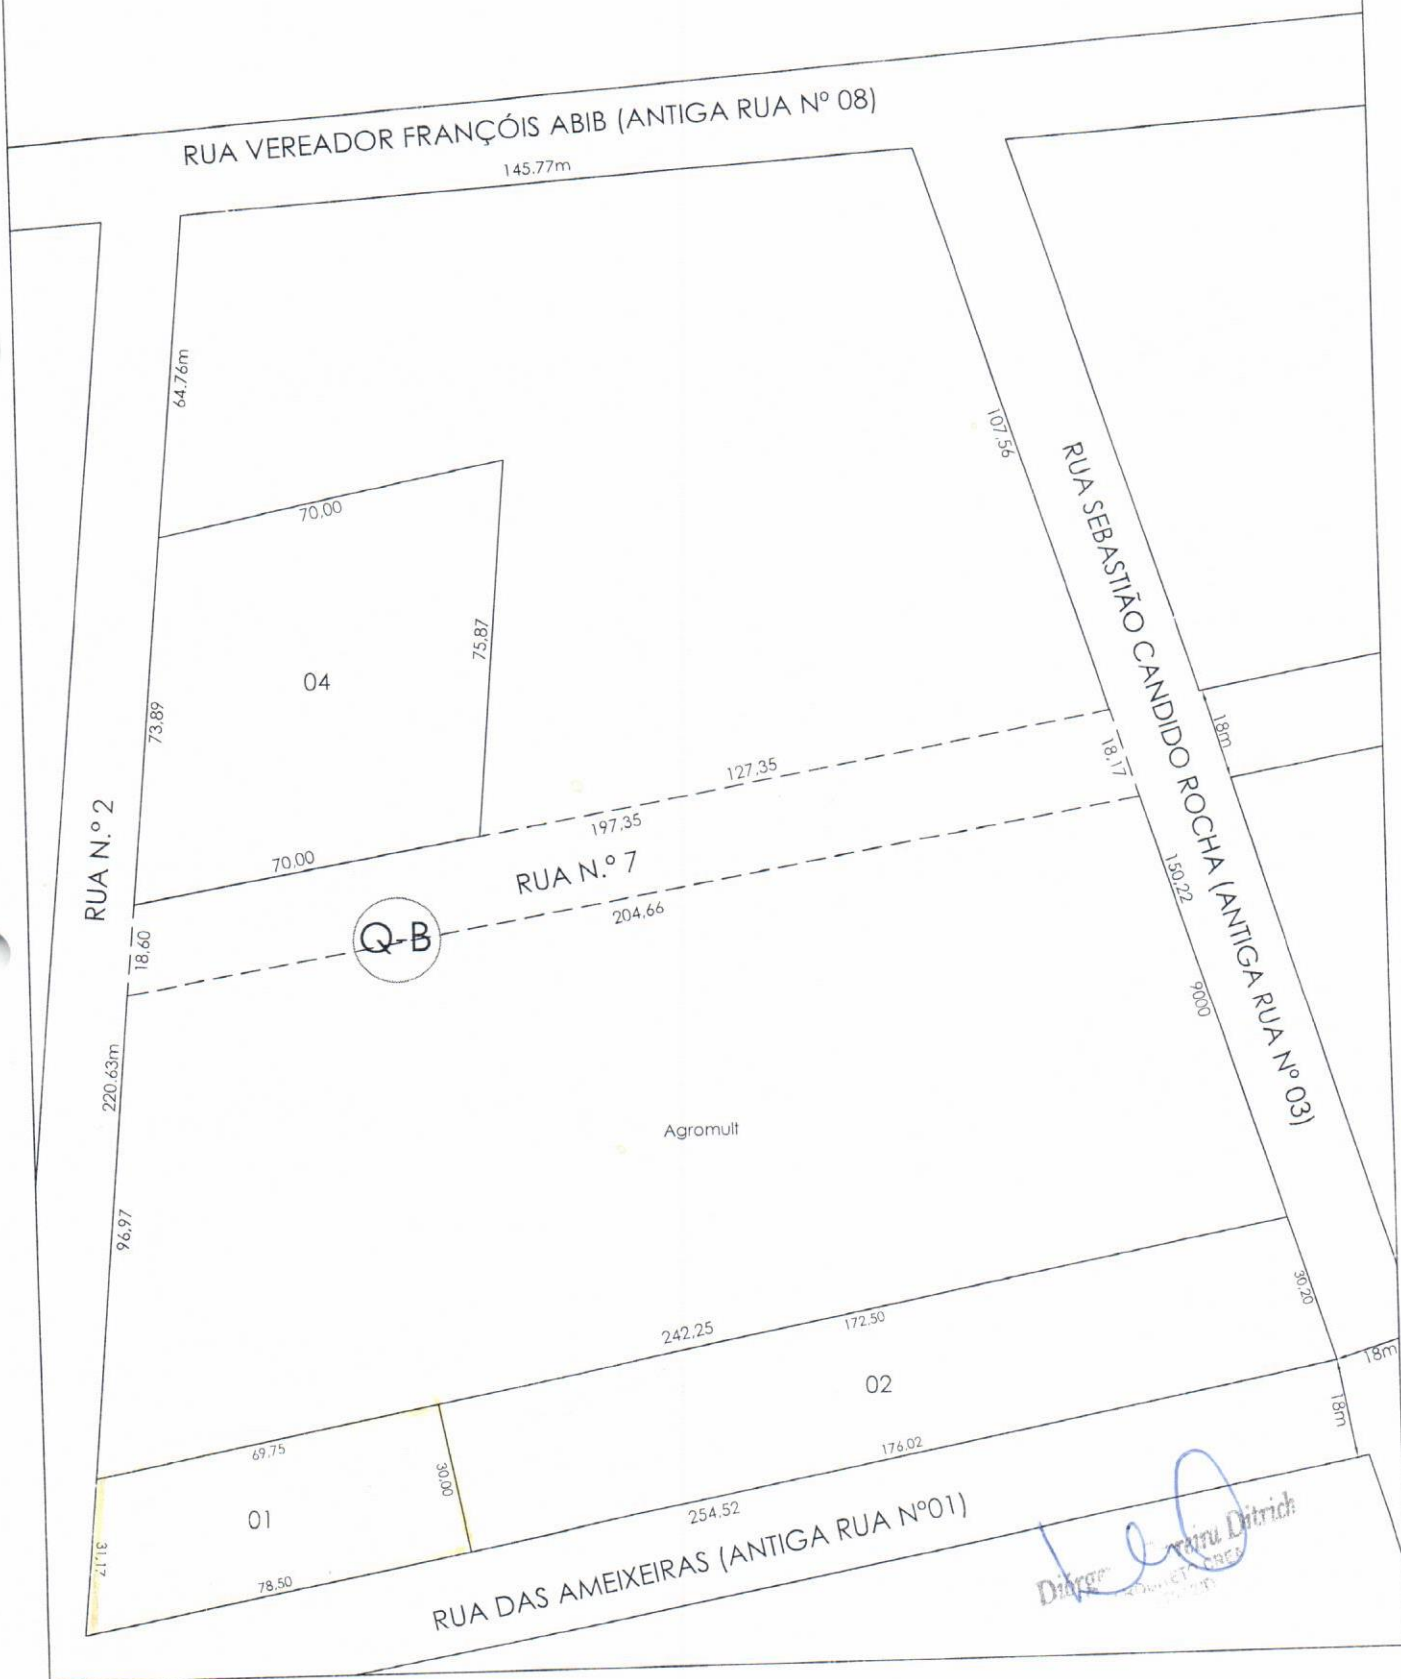 RUA VEREADOR FRANÇÓIS ABIB (ANTIGA RUA Nº 08)
145.77m
64.76m
107,56
70,00
RUA SEBASTIÃO CANDIDO ROCHA (ANTIGA RUA Nº 03)
75,87
04
73,89
18m
18,17
127,35
197,35
RUA N.º 2
70,00
RUA N.º 7
150,22
204,66
Q-B
18,60
9000
220.63m
Agromult
96,97
30,20
172,50
242,25
18m
02
18m
69,75
176,02
30,00
01
254,52
31,17
78,50
RUA DAS AMEIXEIRAS (ANTIGA RUA Nº01)
Ditrich